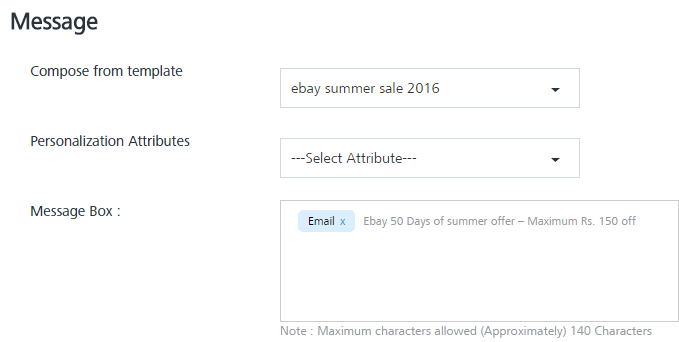 Message
Compose from template
ebay summer sale 2016
Personalization Attributes
---Select Attribute---
Message Box :
Email x Ebay 50 Days of summer offer – Maximum Rs. 150 off
Note : Maximum characters allowed (Approximately) 140 Characters